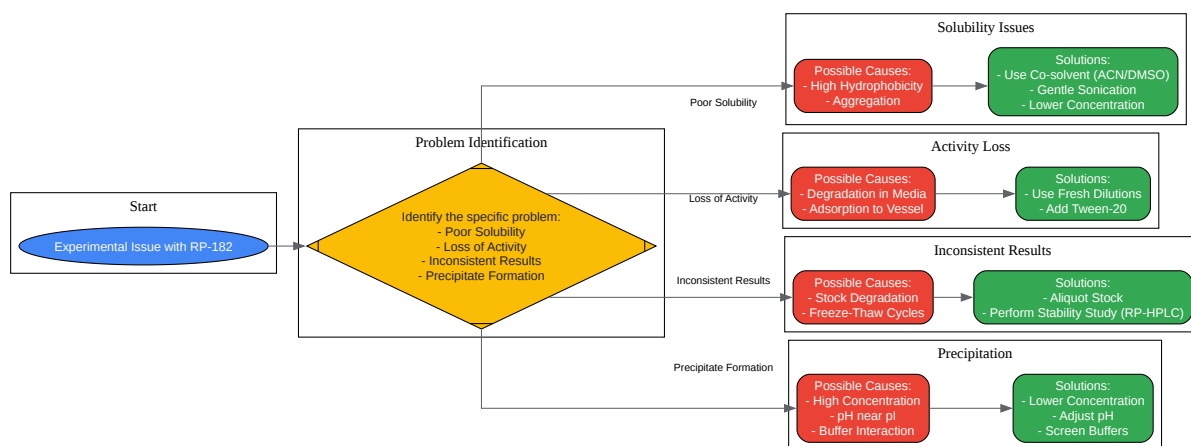 Start
Experimental Issue with RP-182
Problem Identification
Identify the specific problem:
- Poor Solubility
- Loss of Activity
- Inconsistent Results
- Precipitate Formation
Poor Solubility
Solubility Issues
Possible Causes:
- High Hydrophobicity
- Aggregation
Solutions:
- Use Co-solvent (ACN/DMSO)
- Gentle Sonication
- Lower Concentration
Loss of Activity
Activity Loss
Possible Causes:
- Degradation in Media
- Adsorption to Vessel
Solutions:
- Use Fresh Dilutions
- Add Tween-20
Inconsistent Results
Inconsistent Results
Possible Causes:
- Stock Degradation
- Freeze-Thaw Cycles
Solutions:
- Aliquot Stock
- Perform Stability Study (RP-HPLC)
Precipitate Formation
Precipitation
Possible Causes:
- High Concentration
- pH near pI
- Buffer Interaction
Solutions:
- Lower Concentration
- Adjust pH
- Screen Buffers